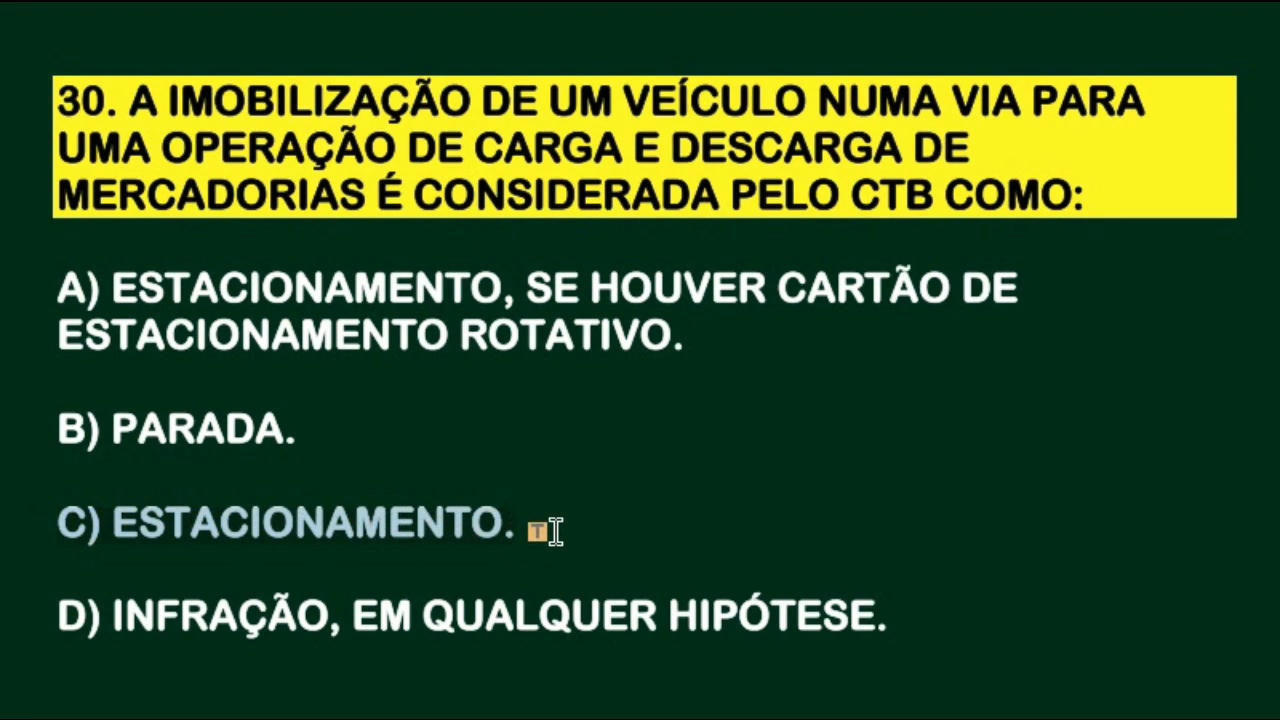 30. A IMOBILIZAÇÃO DE UM VEÍCULO NUMA VIA PARA
UMA OPERAÇÃO DE CARGA E DESCARGA DE
MERCADORIAS É CONSIDERADA PELO CTB COMO:
A) ESTACIONAMENTO, SE HOUVER CARTÃO DE
ESTACIONAMENTO ROTATIVO.
B) PARADA.
C) ESTACIONAMENTO.
T
D) INFRAÇÃO, EM QUALQUER HIPÓTESE.